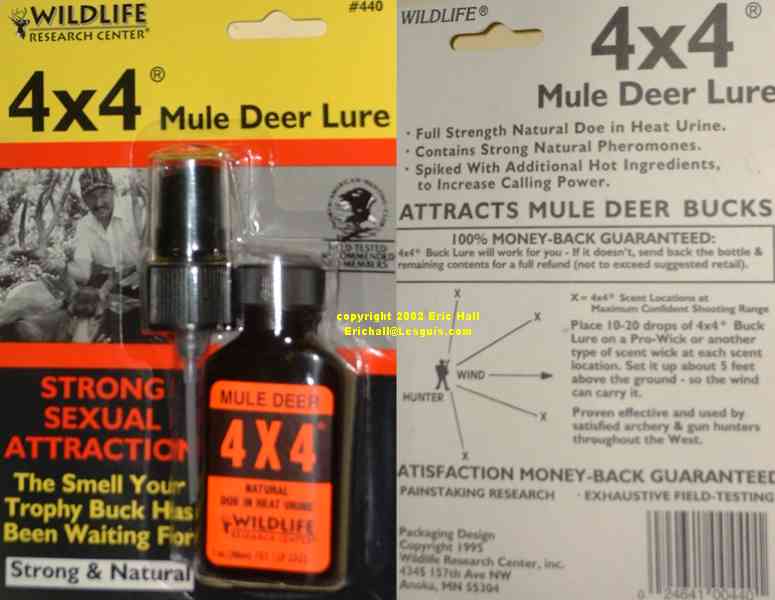 WILDLIFE
RESEARCH CENTER®
#440
4x4® Mule Deer Lure
FIELD TESTED
RECOMMENDED
MEMBERS
STRONG
SEXUAL
ATTRACTION
The Smell Your
Trophy Buck Has
Been Waiting For
Strong & Natural
MULE DEER
4X4®
NATURAL
DOE IN HEAT URINE
WILDLIFE
RESEARCH CENTER
copyright 2002 Eric Hall
Erichall@Lesguis.com
WILDLIFE®
4x4®
Mule Deer Lure
· Full Strength Natural Doe in Heat Urine.
· Contains Strong Natural Pheromones.
· Spiked With Additional Hot Ingredients,
to Increase Calling Power.
ATTRACTS MULE DEER BUCKS
100% MONEY-BACK GUARANTEED:
4x4® Buck Lure will work for you - If it doesn't, send back the bottle &
remaining contents for a full refund (not to exceed suggested retail).
X = 4x4® Scent Locations at
Maximum Confident Shooting Range
X
X
WIND
HUNTER
X
X
Place 10-20 drops of 4x4® Buck
Lure on a Pro-Wick or another
type of scent wick at each scent
location. Set it up about 5 feet
above the ground - so the wind
can carry it.
Proven effective and used by
satisfied archery & gun hunters
throughout the West.
SATISFACTION MONEY-BACK GUARANTEED
PAINSTAKING RESEARCH · EXHAUSTIVE FIELD-TESTING
Packaging Design
Copyright 1995
Wildlife Research Center, inc.
4345 157th Ave NW
Anoka, MN 55304
0 24641 00440